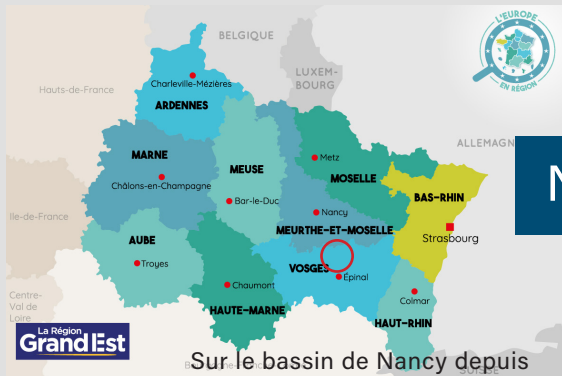 L'EUROPE
EN RÉGION
BELGIQUE
LUXEM-
BOURG
Hauts-de-France
Charleville-Mézières
ARDENNES
ALLEMAGN
MARNE
Châlons-en-Champagne
MEUSE
Bar-le-Duc
Metz
MOSELLE
BAS-RHIN
N
Ile-de-France
Nancy
MEURTHE-ET-MOSELLE
Strasbourg
AUBE
Troyes
VOSGES
Épinal
Chaumont
HAUTE-MARNE
Colmar
HAUT-RHIN
Centre-
Val de
Loire
La Région
Grand Est
Sur le bassin de Nancy depuis
SUISSE